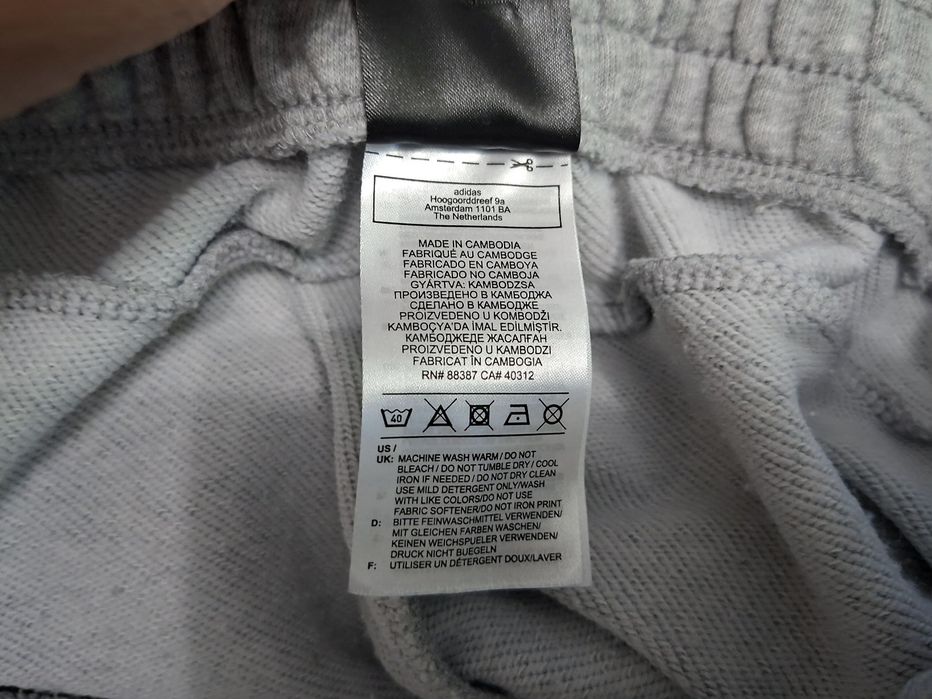 adidas
Hoogoorddreef 9a
Amsterdam 1101 BA
The Netherlands
MADE IN CAMBODIA
FABRIQUÉ AU CAMBODGE
FABRICADO EN CAMBOYA
FABRICADO NO CAMBOJA
GYÁRTVA: KAMBODZSA
ПРОИЗВЕДЕНО В КАМБОДЖА
СДЕЛАНО В КАМБОДЖЕ
PROIZVEDENO U KOMBODŽI
KAMBOÇYA'DA İMAL EDİLMİŞTİR.
КАМБОДЖЕДЕ ЖАСАЛҒАН
PROIZVEDENO U KAMBODZI
FABRICAT ÎN CAMBOGIA
RN# 88387 CA# 40312
40
US /
UK: MACHINE WASH WARM / DO NOT
BLEACH / DO NOT TUMBLE DRY / COOL
IRON IF NEEDED / DO NOT DRY CLEAN
USE MILD DETERGENT ONLY/WASH
WITH LIKE COLORS/DO NOT USE
FABRIC SOFTENER/DO NOT IRON PRINT
D: BITTE FEINWASCHMITTEL VERWENDEN/
MIT GLEICHEN FARBEN WASCHEN/
KEINEN WEICHSPUELER VERWENDEN/
DRUCK NICHT BUEGELN
F: UTILISER UN DÉTERGENT DOUX/LAVER